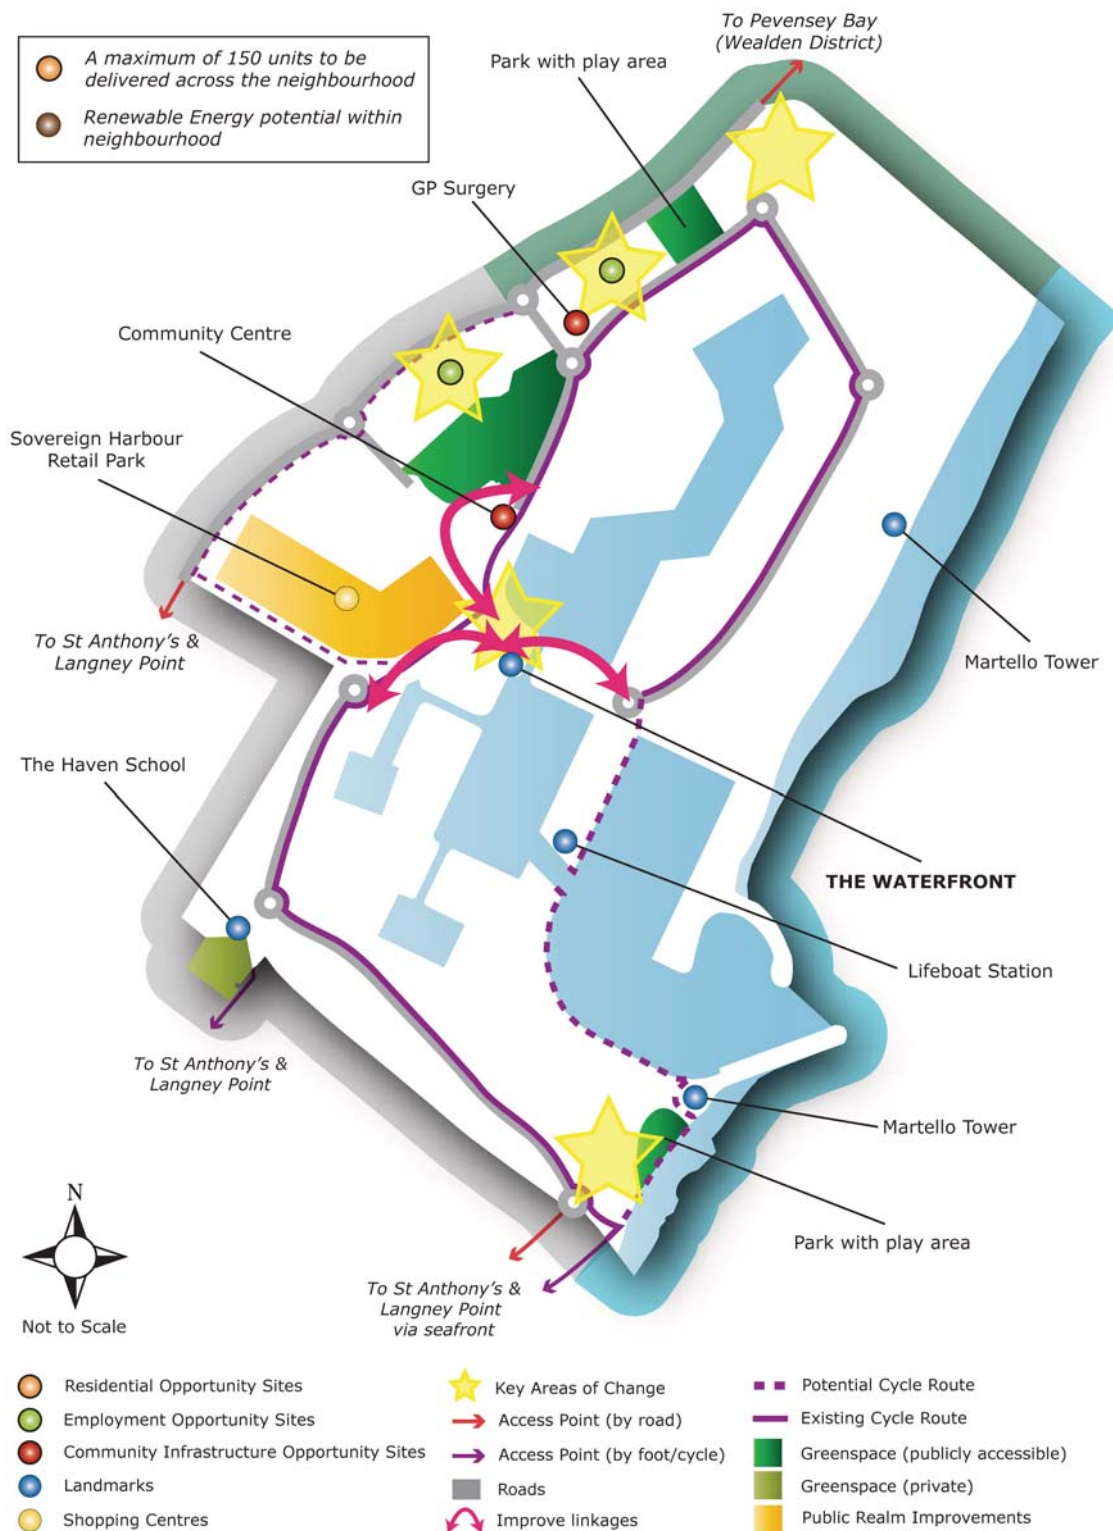 To Pevensey Bay
(Wealden District)
A maximum of 150 units to be
delivered across the neighbourhood
Renewable Energy potential within
neighbourhood
Park with play area
GP Surgery
Community Centre
Sovereign Harbour
Retail Park
To St Anthony's &
Langney Point
Martello Tower
The Haven School
THE WATERFRONT
Lifeboat Station
To St Anthony's &
Langney Point
Martello Tower
Park with play area
N
Not to Scale
To St Anthony's &
Langney Point
via seafront
Residential Opportunity Sites
Employment Opportunity Sites
Community Infrastructure Opportunity Sites
Landmarks
Shopping Centres
Key Areas of Change
Access Point (by road)
Access Point (by foot/cycle)
Roads
Improve linkages
Potential Cycle Route
Existing Cycle Route
Greenspace (publicly accessible)
Greenspace (private)
Public Realm Improvements